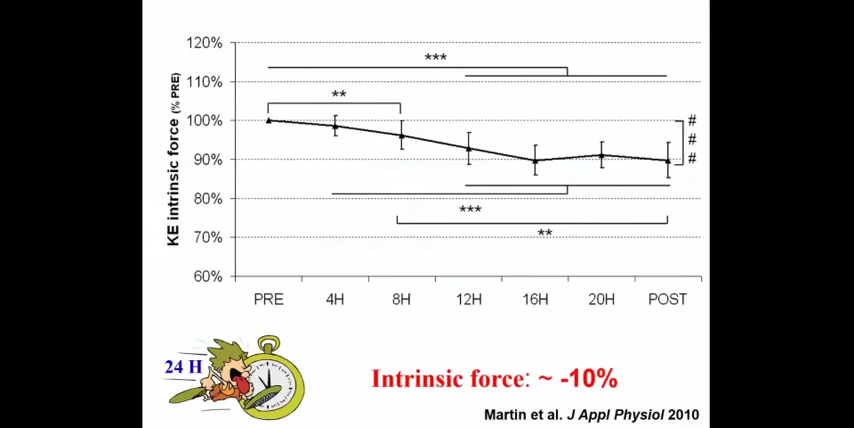 120%
***
110%
**
100%
#
#
#
90%
80%
***
70%
**
60%
KE intrinsic force (% PRE)
PRE 4H 8H 12H 16H 20H POST
24 H
Intrinsic force: ~ -10%
Martin et al. J Appl Physiol 2010